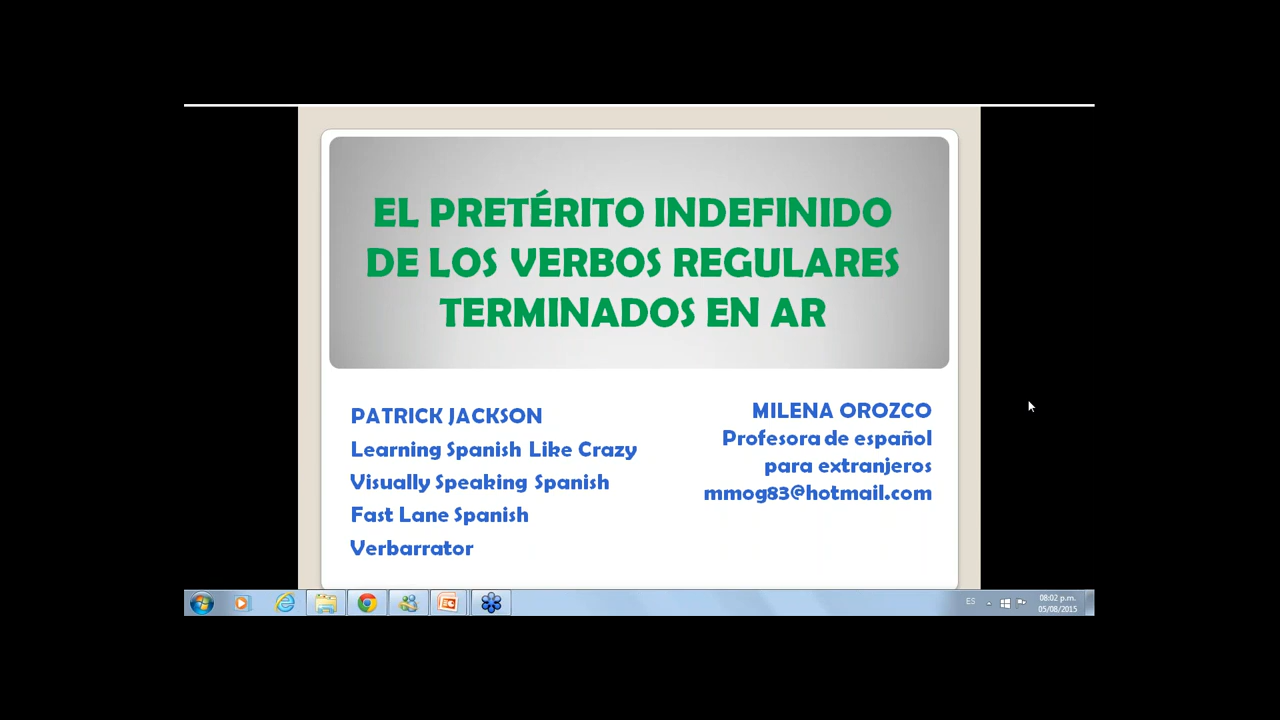 EL PRETÉRITO INDEFINIDO
DE LOS VERBOS REGULARES
TERMINADOS EN AR
PATRICK JACKSON
Learning Spanish Like Crazy
Visually Speaking Spanish
Fast Lane Spanish
Verbarrator
MILENA OROZCO
Profesora de español
para extranjeros
mmog83@hotmail.com
ES
08:02 p.m.
05/08/2015